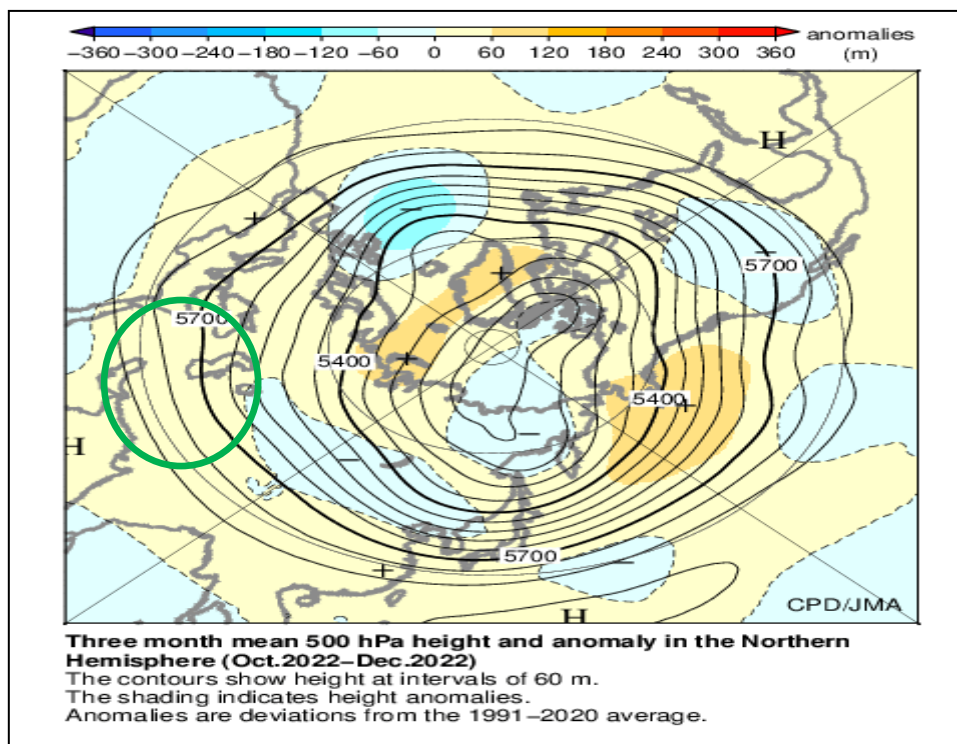 anomalies
−360 −300 −240 −180 −120 −60 0 60 120 180 240 300 360 (m)
H
5700
5700
5400
5400
H
5700
H
CPD/JMA
Three month mean 500 hPa height and anomaly in the Northern
Hemisphere (Oct.2022−Dec.2022)
The contours show height at intervals of 60 m.
The shading indicates height anomalies.
Anomalies are deviations from the 1991−2020 average.